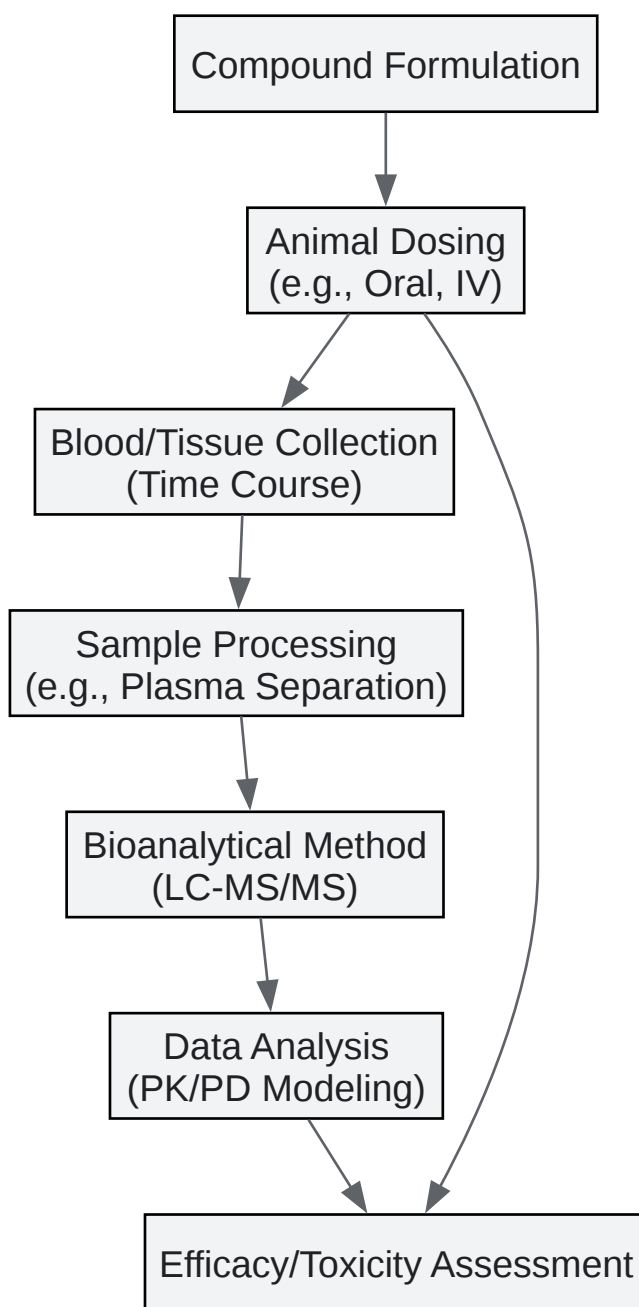 Compound Formulation
Animal Dosing
(e.g., Oral, IV)
Blood/Tissue Collection
(Time Course)
Sample Processing
(e.g., Plasma Separation)
Bioanalytical Method
(LC-MS/MS)
Data Analysis
(PK/PD Modeling)
Efficacy/Toxicity Assessment